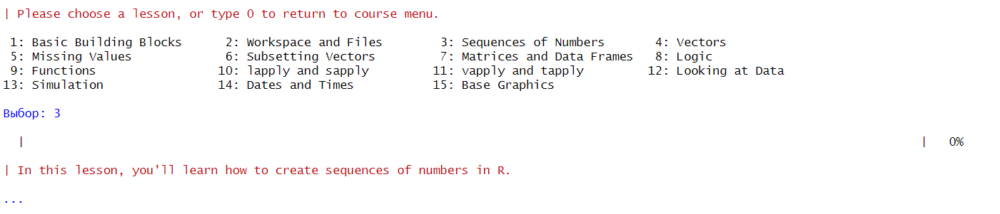 | Please choose a lesson, or type 0 to return to course menu.
 1: Basic Building Blocks      2: Workspace and Files        3: Sequences of Numbers       4: Vectors
 5: Missing Values             6: Subsetting Vectors         7: Matrices and Data Frames   8: Logic
 9: Functions                 10: lapply and sapply         11: vapply and tapply         12: Looking at Data
13: Simulation                14: Dates and Times           15: Base Graphics
Выбор: 3
  |                                                                 |   0%
| In this lesson, you'll learn how to create sequences of numbers in R.
...